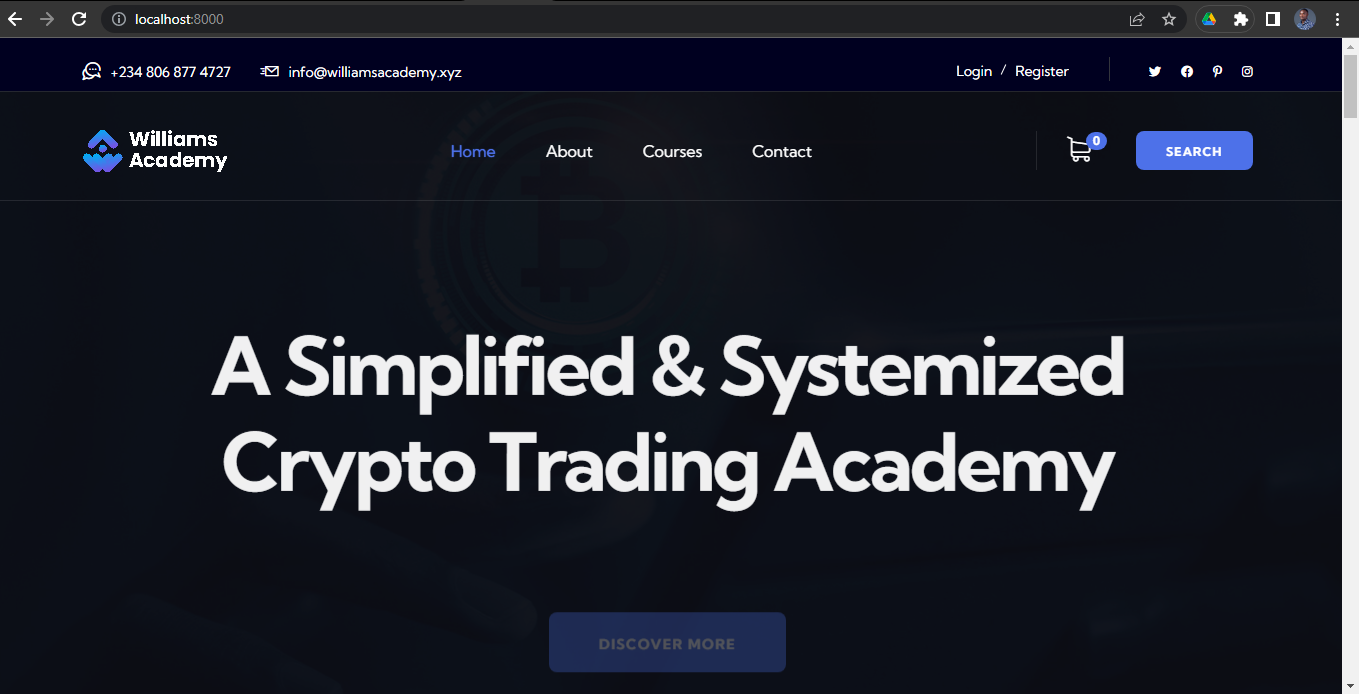 localhost:8000
+234 806 877 4727 info@williamsacademy.xyz Login / Register
Williams
Academy
Home About Courses Contact 0 SEARCH
A Simplified & Systemized
Crypto Trading Academy
DISCOVER MORE